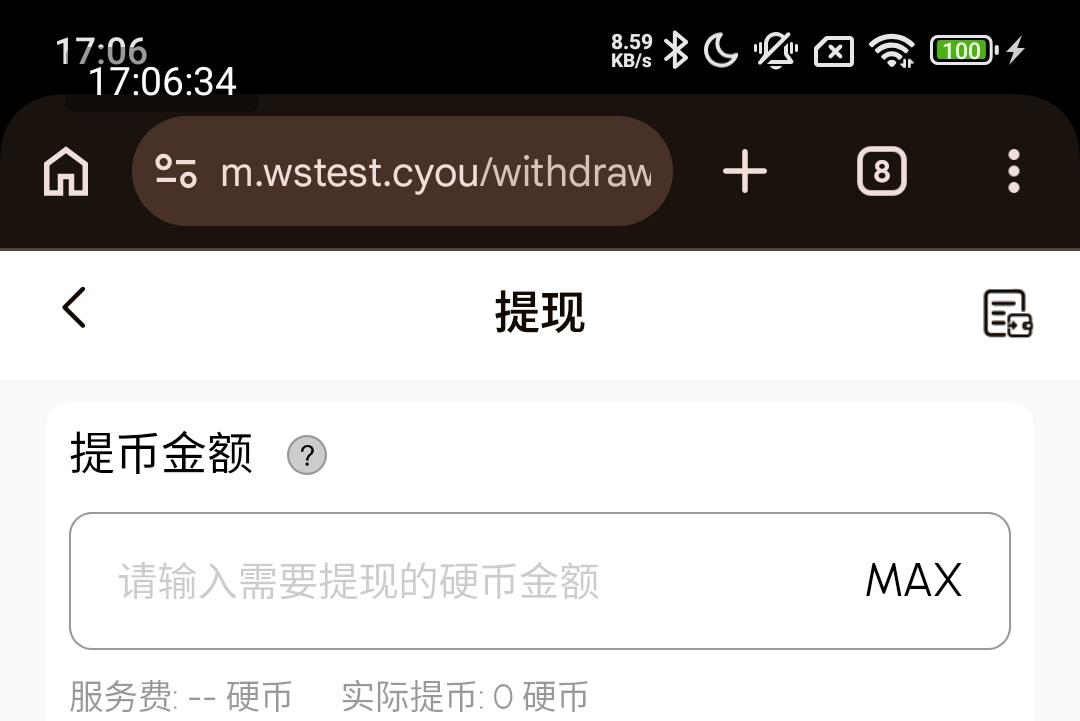 17:06
8.59
KB/s
100
17:06:34
m.wstest.cyou/withdraw
8
提现
提币金额 ?
请输入需要提现的硬币金额 MAX
服务费: -- 硬币 实际提币: 0 硬币